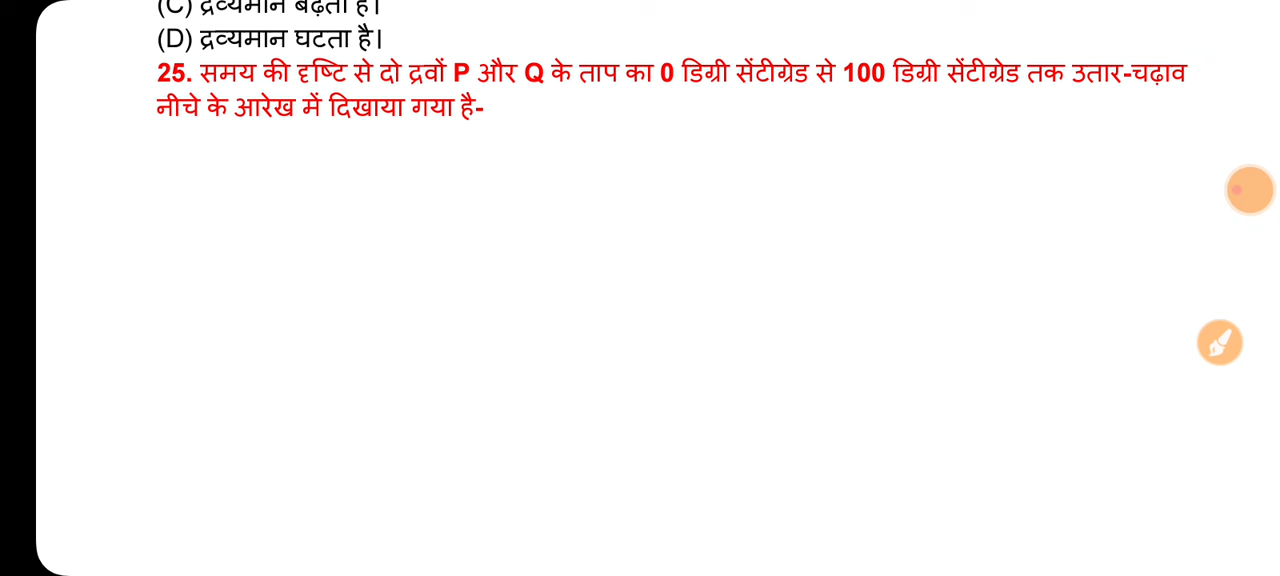 (C) द्रव्यमान बढ़ता है।
(D) द्रव्यमान घटता है।
25. समय की दृष्टि से दो द्रवों P और Q के ताप का 0 डिग्री सेंटीग्रेड से 100 डिग्री सेंटीग्रेड तक उतार-चढ़ाव
नीचे के आरेख में दिखाया गया है-